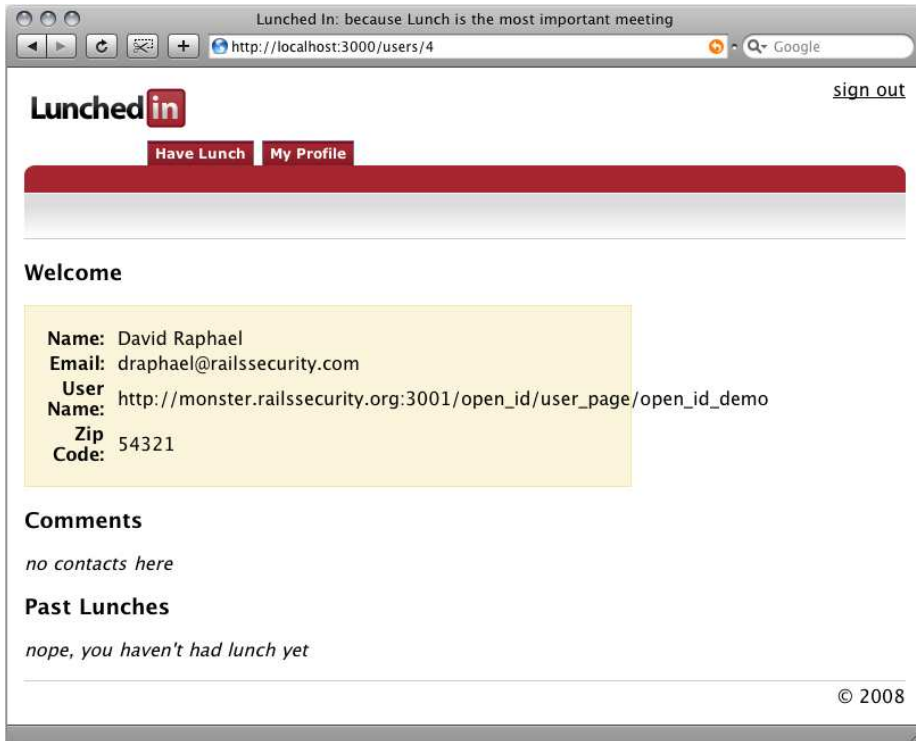 Lunched In: because Lunch is the most important meeting
http://localhost:3000/users/4
Google
sign out
Lunched in
Have Lunch My Profile
Welcome
Name: David Raphael
Email: draphael@railssecurity.com
User
Name: http://monster.railssecurity.org:3001/open_id/user_page/open_id_demo
Zip
Code: 54321
Comments
no contacts here
Past Lunches
nope, you haven't had lunch yet
© 2008